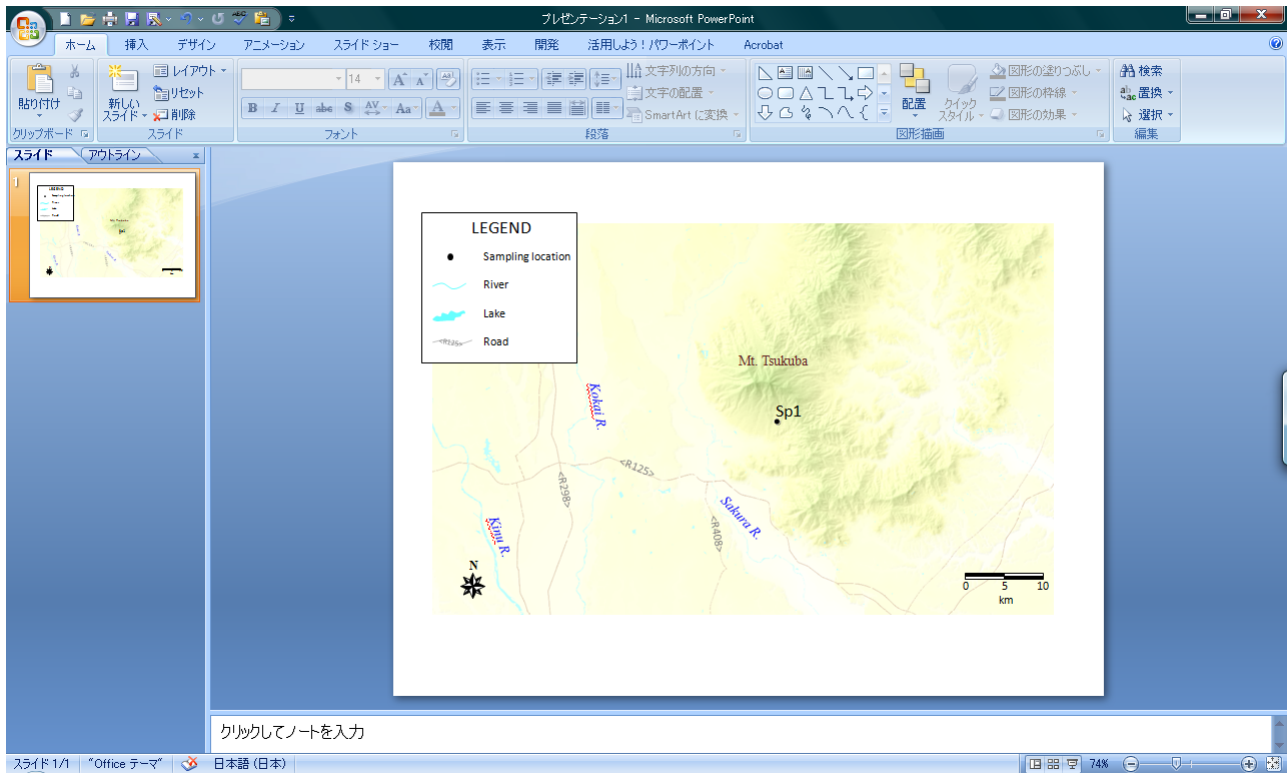 プレゼンテーション1 - Microsoft PowerPoint
ホーム 挿入 デザイン アニメーション スライド ショー 校閲 表示 開発 活用しよう！パワーポイント Acrobat
貼り付け
クリップボード
新しい
スライド
レイアウト
リセット
削除
スライド
14
B I U abe S AV Aa A
フォント
文字列の方向
文字の配置
SmartArt に変換
段落
配置
クイック
スタイル
図形の塗りつぶし
図形の枠線
図形の効果
図形描画
検索
置換
選択
編集
スライド アウトライン
1
LEGEND
Sampling location
River
Lake
<R125> Road
Mt. Tsukuba
Sp1
Kokai R.
<R125>
<R298>
Kinu R.
Sakura R.
<R408>
N
0 5 10
km
クリックしてノートを入力
スライド 1/1 "Office テーマ" 日本語 (日本) 74%